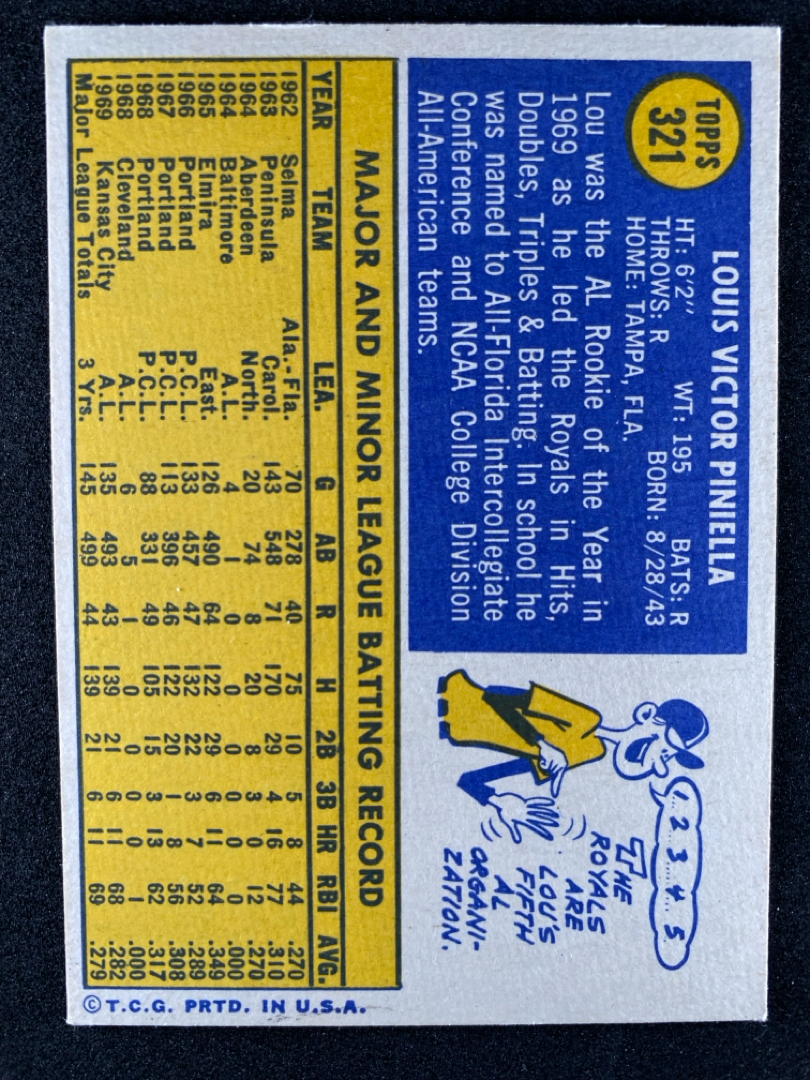 TOPPS
321
LOUIS VICTOR PINIELLA
HT: 6'2" WT: 195 BATS: R
THROWS: R BORN: 8/28/43
HOME: TAMPA, FLA.
Lou was the AL Rookie of the Year in
1969 as he led the Royals in Hits,
Doubles, Triples & Batting. In school he
was named to All-Florida Intercollegiate
Conference and NCAA College Division
All-American teams.
1... 2 3....4... 5
THE
ROYALS
ARE
LOU'S
FIFTH
AL
ORGANI-
ZATION.
MAJOR AND MINOR LEAGUE BATTING RECORD
YEAR TEAM LEA. G AB R H 2B 3B HR RBI AVG.
1962 Selma Ala.-Fla. 70 278 40 75 10 5 8 44 .270
1963 Peninsula Carol. 143 548 71 170 29 4 16 77 .310
1964 Aberdeen North. 20 74 8 20 8 3 0 12 .270
1964 Baltimore A.L. 4 1 0 0 0 0 0 0 .000
1965 Elmira East. 126 490 64 122 29 6 11 64 .349
1966 Portland P.C.L. 133 457 47 132 22 3 7 52 .289
1967 Portland P.C.L. 113 396 46 122 20 1 8 56 .308
1968 Portland P.C.L. 88 331 49 105 15 3 13 62 .317
1968 Cleveland A.L. 6 5 1 0 0 0 0 1 .000
1969 Kansas City A.L. 135 493 43 139 21 6 11 68 .282
Major League Totals 3 Yrs. 145 499 44 139 21 6 11 69 .279
©T.C.G. PRTD. IN U.S.A.